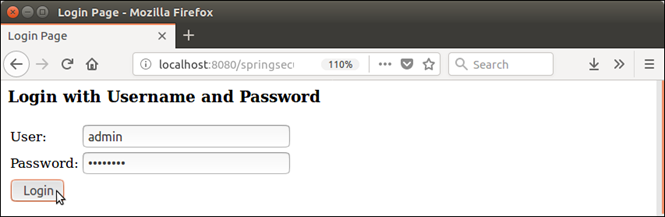 Login Page - Mozilla Firefox
Login Page
localhost:8080/springsecu 110% Search
Login with Username and Password
User: admin
Password: ••••••••
Login